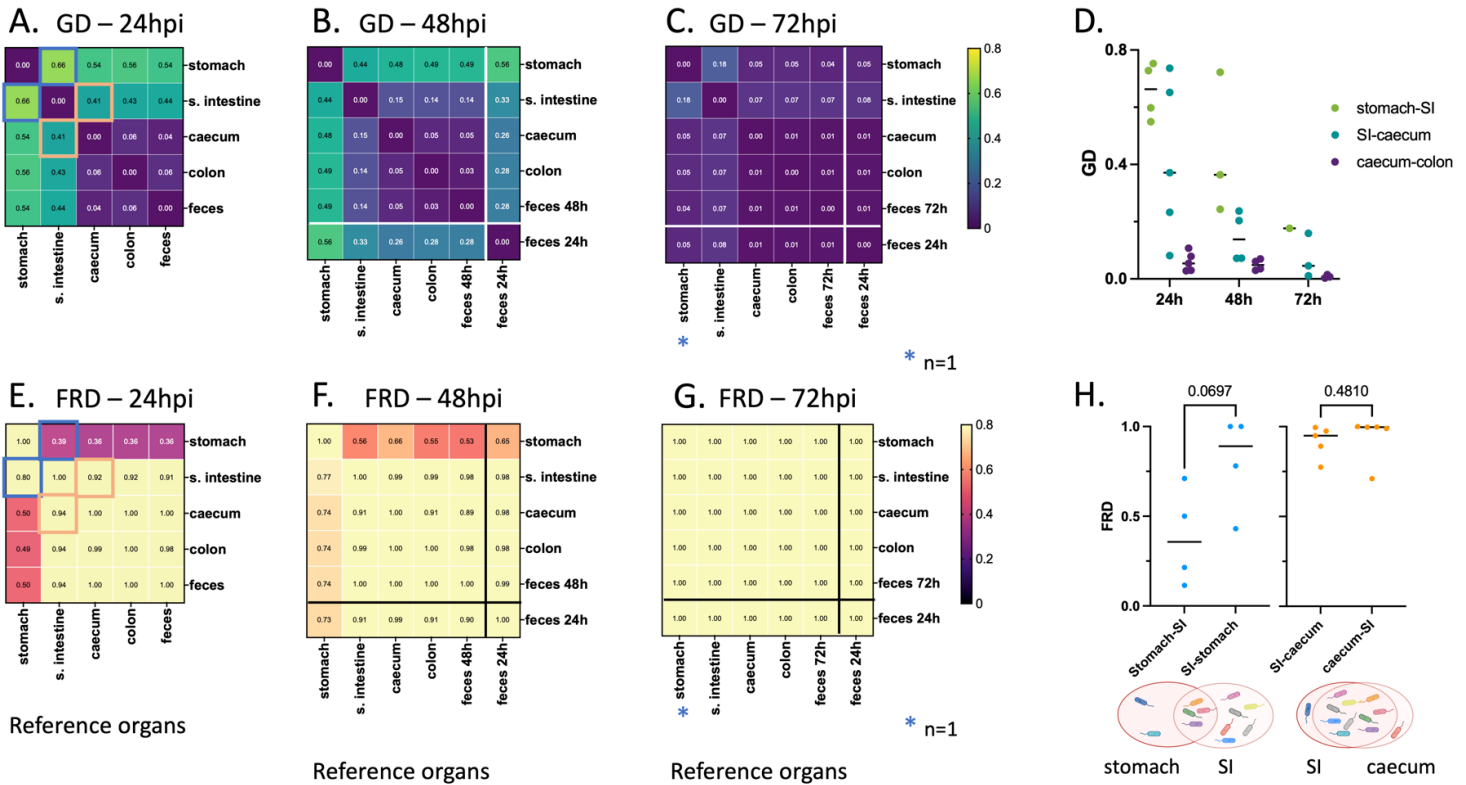 A. GD – 24hpi
0.00 0.66 0.54 0.56 0.54 stomach
0.66 0.00 0.41 0.43 0.44 s. intestine
0.54 0.41 0.00 0.06 0.04 caecum
0.56 0.43 0.06 0.00 0.06 colon
0.54 0.44 0.04 0.06 0.00 feces
stomach s. intestine caecum colon feces
B. GD – 48hpi
0.00 0.44 0.48 0.49 0.49 0.56 stomach
0.44 0.00 0.15 0.14 0.14 0.33 s. intestine
0.48 0.15 0.00 0.05 0.05 0.26 caecum
0.49 0.14 0.05 0.00 0.03 0.28 colon
0.49 0.14 0.05 0.03 0.00 0.28 feces 48h
0.56 0.33 0.26 0.28 0.28 0.00 feces 24h
stomach s. intestine caecum colon feces 48h feces 24h
C. GD – 72hpi
0.00 0.18 0.05 0.05 0.04 0.05 stomach
0.18 0.00 0.07 0.07 0.07 0.08 s. intestine
0.05 0.07 0.00 0.01 0.01 0.01 caecum
0.05 0.07 0.01 0.00 0.01 0.01 colon
0.04 0.07 0.01 0.01 0.00 0.01 feces 72h
0.05 0.08 0.01 0.01 0.01 0.00 feces 24h
stomach s. intestine caecum colon feces 72h feces 24h
*
* n=1
0.8
0.6
0.4
0.2
0
D.
GD
0.8
0.4
0.0
24h 48h 72h
stomach-SI
SI-caecum
caecum-colon
E. FRD – 24hpi
1.00 0.39 0.36 0.36 0.36 stomach
0.80 1.00 0.92 0.92 0.91 s. intestine
0.50 0.94 1.00 1.00 1.00 caecum
0.49 0.94 0.99 1.00 0.98 colon
0.50 0.94 1.00 1.00 1.00 feces
stomach s. intestine caecum colon feces
Reference organs
F. FRD – 48hpi
1.00 0.56 0.66 0.55 0.53 0.65 stomach
0.77 1.00 0.99 0.99 0.98 0.98 s. intestine
0.74 0.91 1.00 0.91 0.89 0.98 caecum
0.74 0.99 1.00 1.00 0.98 0.98 colon
0.74 1.00 1.00 1.00 1.00 0.99 feces 48h
0.73 0.91 0.99 0.91 0.90 1.00 feces 24h
stomach s. intestine caecum colon feces 48h feces 24h
Reference organs
G. FRD – 72hpi
1.00 1.00 1.00 1.00 1.00 1.00 stomach
1.00 1.00 1.00 1.00 1.00 1.00 s. intestine
1.00 1.00 1.00 1.00 1.00 1.00 caecum
1.00 1.00 1.00 1.00 1.00 1.00 colon
1.00 1.00 1.00 1.00 1.00 1.00 feces 72h
1.00 1.00 1.00 1.00 1.00 1.00 feces 24h
stomach s. intestine caecum colon feces 72h feces 24h
*
* n=1
Reference organs
0.8
0.6
0.4
0.2
0
H.
0.0697 0.4810
FRD
1.0
0.5
0.0
Stomach-SI SI-stomach SI-caecum caecum-SI
stomach SI SI caecum